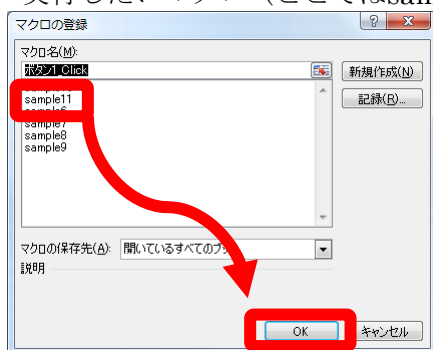 マクロの登録
マクロ名(M):
ボタン1_Click
新規作成(N)
sample11
記録(R)...
sample7
sample8
sample9
マクロの保存先(A):
開いているすべてのブ
説明
OK
キャンセル